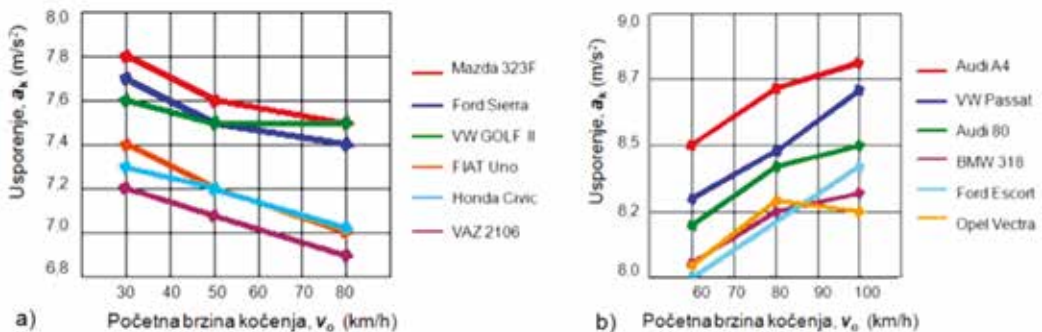 Usporenje, aₖ (m/s²)
8.0
7.8
7.6
7.4
7.2
7.0
6.8
30 40 50 60 70 80
Početna brzina kočenja, vₒ (km/h)
a)
Mazda 323F
Ford Sierra
VW GOLF II
FIAT Uno
Honda Civic
VAZ 2106
Usporenje, aₖ (m/s²)
9.0
8.7
8.5
8.2
8.0
60 70 80 90 100
Početna brzina kočenja, vₒ (km/h)
b)
Audi A4
VW Passat
Audi 80
BMW 318
Ford Escort
Opel Vectra